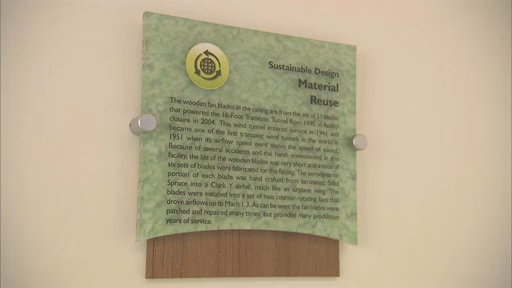 Sustainable Design
Material
Reuse
The wooden fan blades in the ceiling are from the set of 51 blades
that powered the 16-Foot Transonic Tunnel from 1990 to facility
closure in 2004. This wind tunnel entered service in 1941 and
became one of the first transonic wind tunnels in the world in
1951 when its airflow speed went above the speed of sound.
Because of several accidents and the harsh environment in this
facility, the life of the wooden blades was very short and a total of
six sets of blades were fabricated for the facility. The aerodynamic
portion of each blade was hand crafted from laminated Sitka
Spruce into a Clark Y airfoil, much like an airplane wing. The
blades were installed into a set of two counter-rotating fans that
drove airflows up to Mach 1.3. As can be seen, the fan blades were
patched and repaired many times, but provided many productive
years of service.